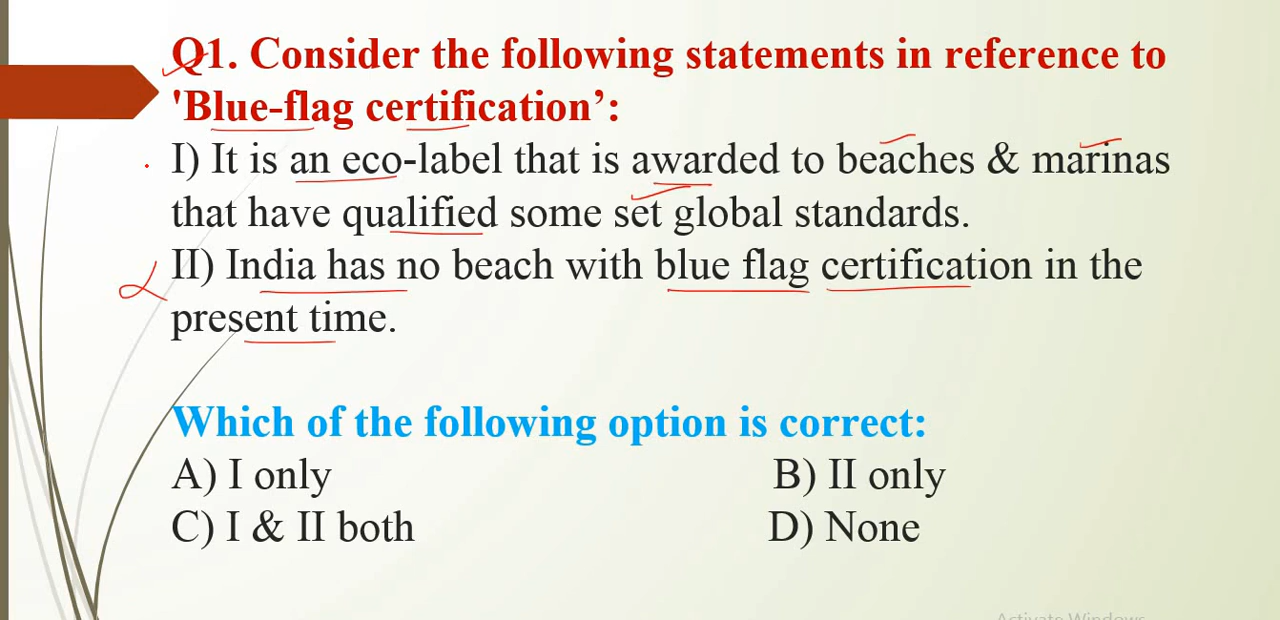 Q1. Consider the following statements in reference to
'Blue-flag certification’:
I) It is an eco-label that is awarded to beaches & marinas
that have qualified some set global standards.
II) India has no beach with blue flag certification in the
present time.
Which of the following option is correct:
A) I only B) II only
C) I & II both D) None
Activate Windows